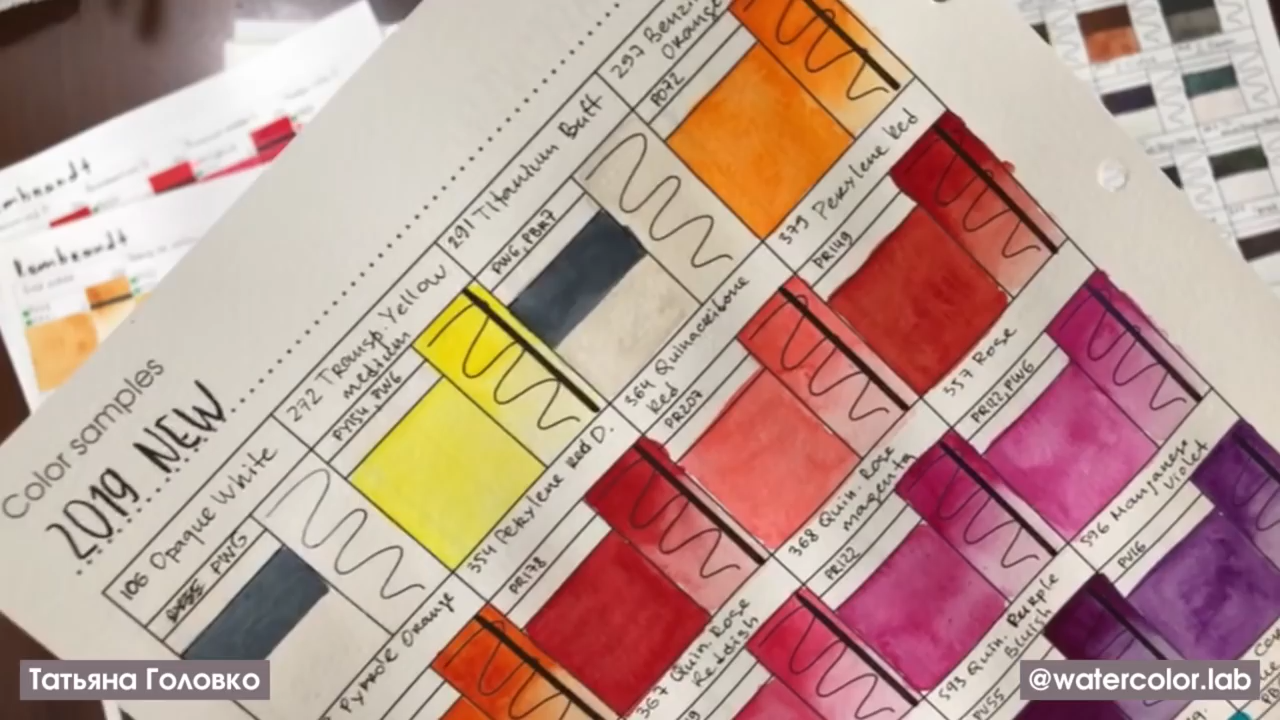 Color samples
2019 NEW
106 Opaque White
PW6
272 Transp. Yellow
medium
PY154, PW6
291 Titanium Buff
PW6, PBR7
297 Benzi
Orange
PO72
Pyrrole Orange
354 Perylene Red D.
PR178
364 Quinacridone
Red
PR207
379 Perylene Red
PR149
367 Quin. Rose
Reddish
368 Quin. Rose
magenta
PR122
557 Rose
PR122, PW6
593 Quin. Purple
Bluish
PV55
596 Manganese
Violet
PV16
Rembrandt
Татьяна Головко
@watercolor.lab